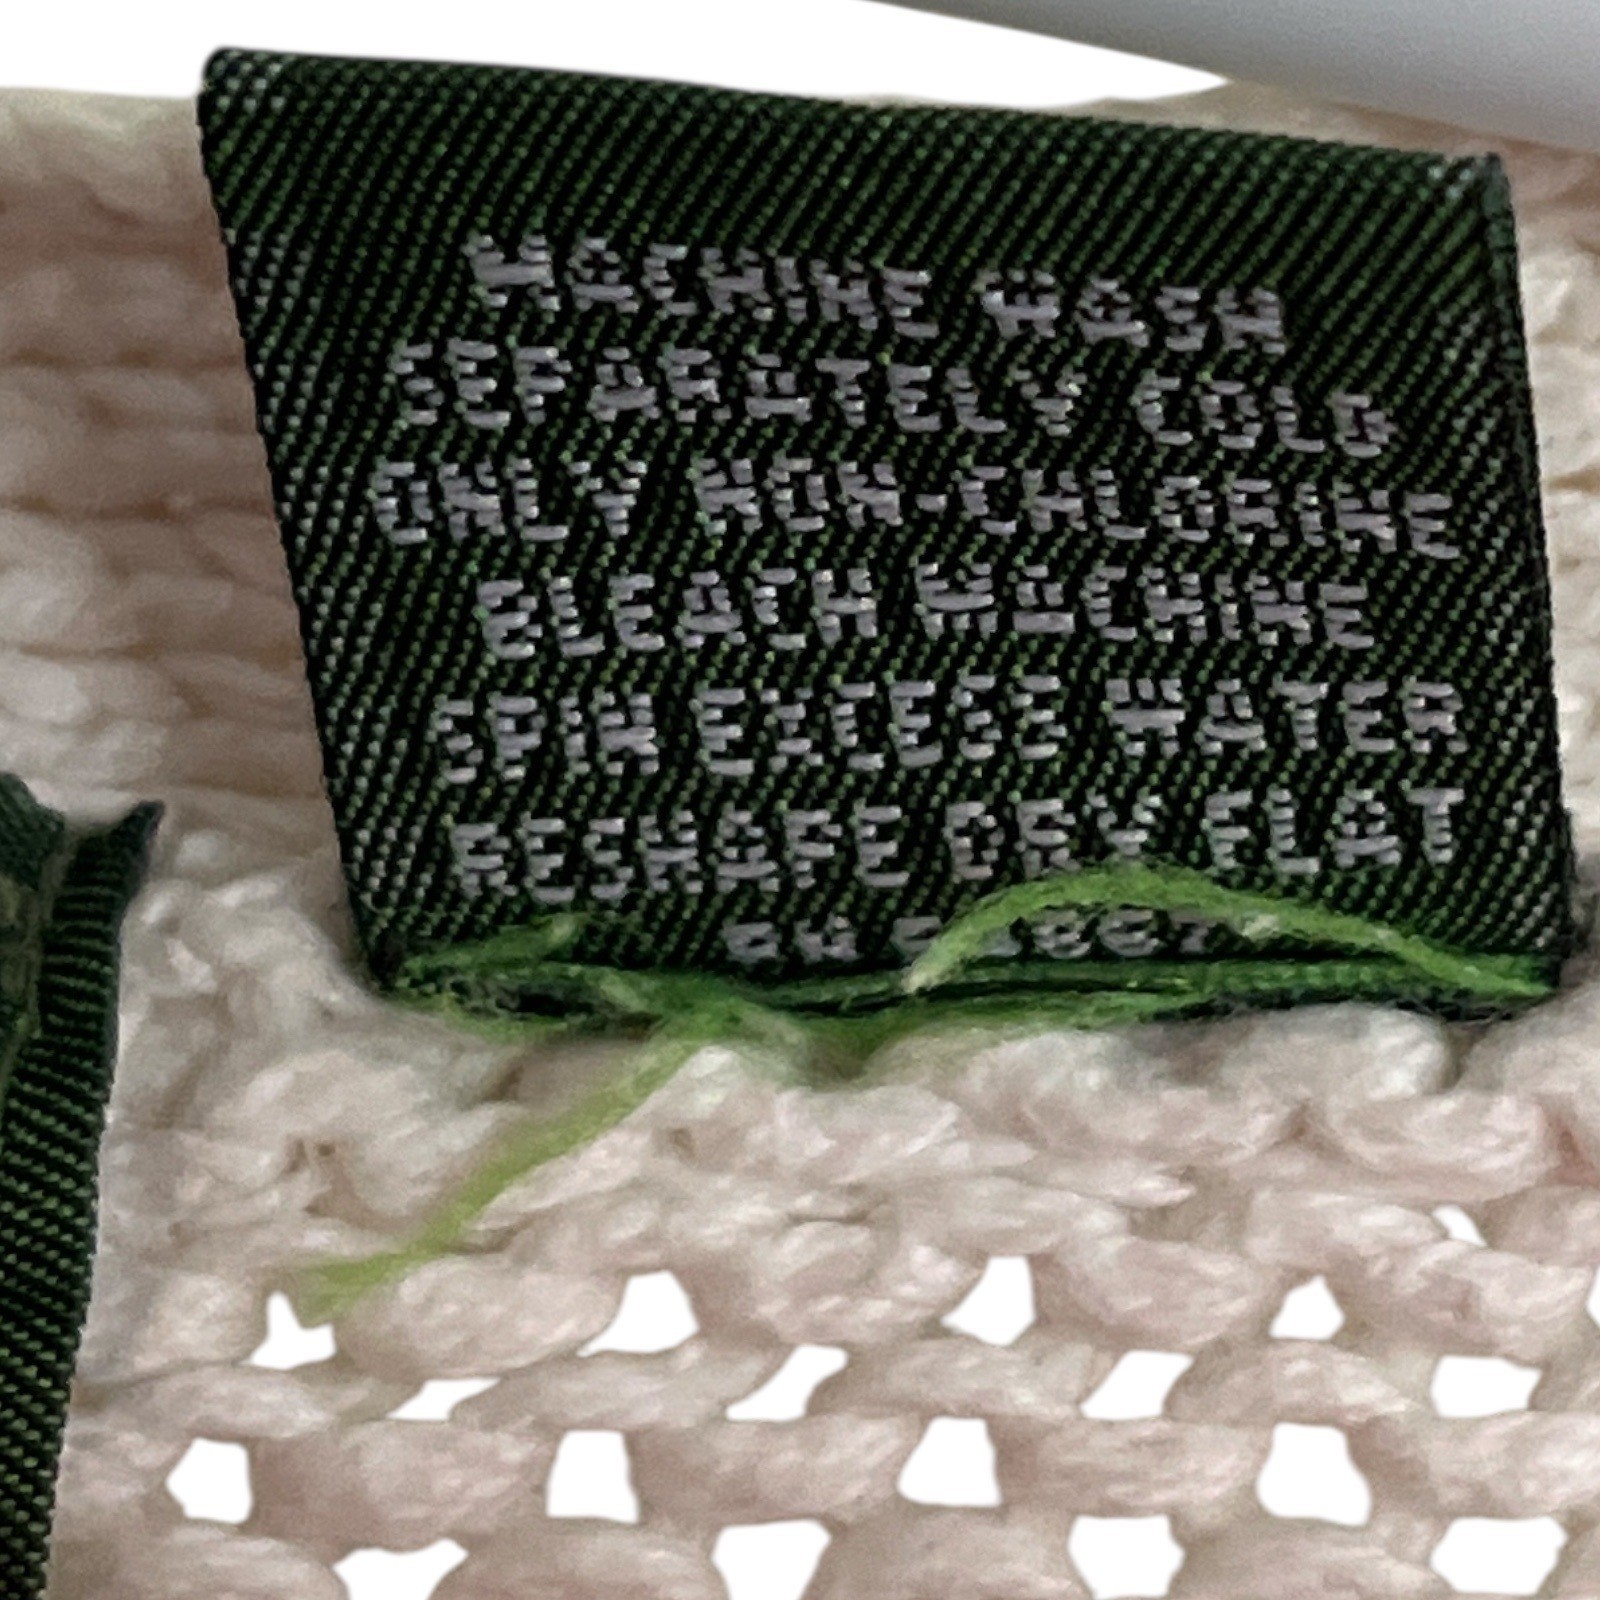 MACHINE WASH
SEPARATELY COLD
ONLY NON-CHLORINE
BLEACH MACHINE
SPIN EXCESS WATER
RESHAPE DRY FLAT